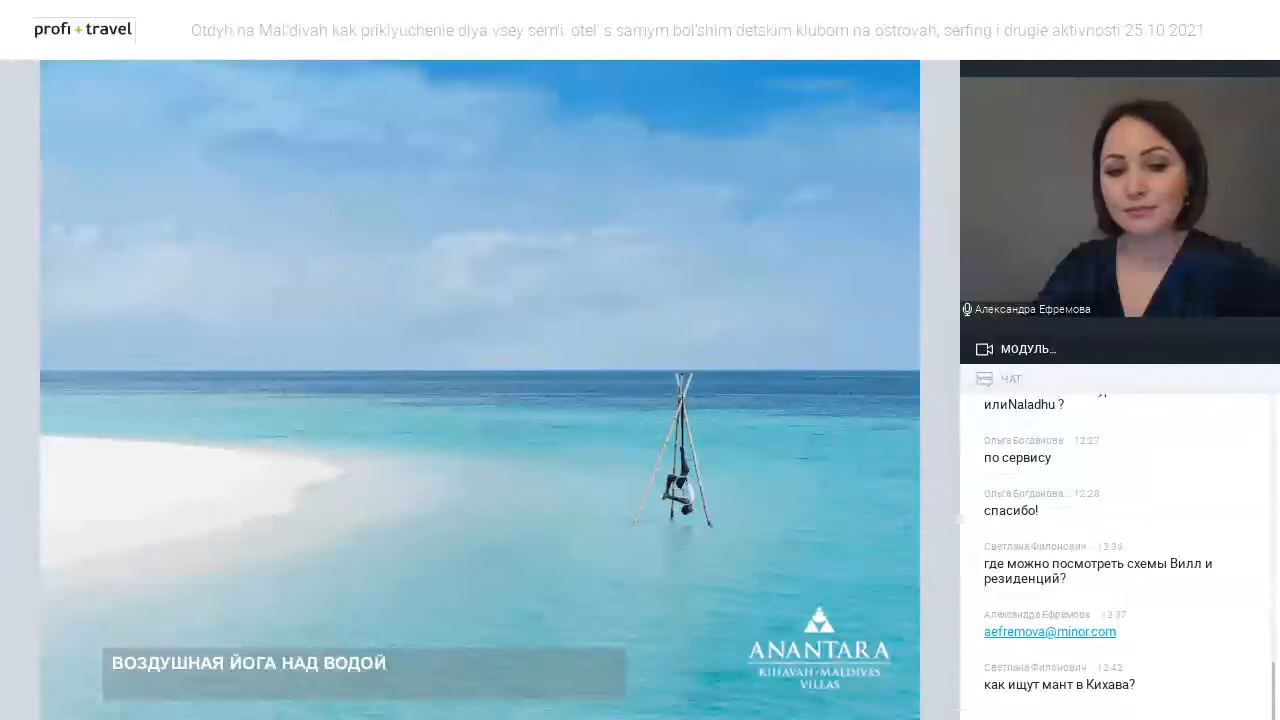 profi travel
Otdyh na Mal'divah kak priklyuchenie dlya vsey sem'i. otel' s samym bol'shim detskim klubom na ostrovah, serfing i drugie aktivnosti 25 10 2021
ВОЗДУШНАЯ ЙОГА НАД ВОДОЙ
ANANTARA
KIHAVAH MALDIVES
VILLAS
Александра Ефремова
МОДУЛЬ...
ЧАТ
илиNaladhu ?
Ольга Богданова 12:27
по сервису
Ольга Богданова... 12:28
спасибо!
Светлана Филонович 12:36
где можно посмотреть схемы Вилл и
резиденций?
Александра Ефремова 12:37
aefremova@minor.com
Светлана Филонович 12:42
как ищут мант в Кихава?